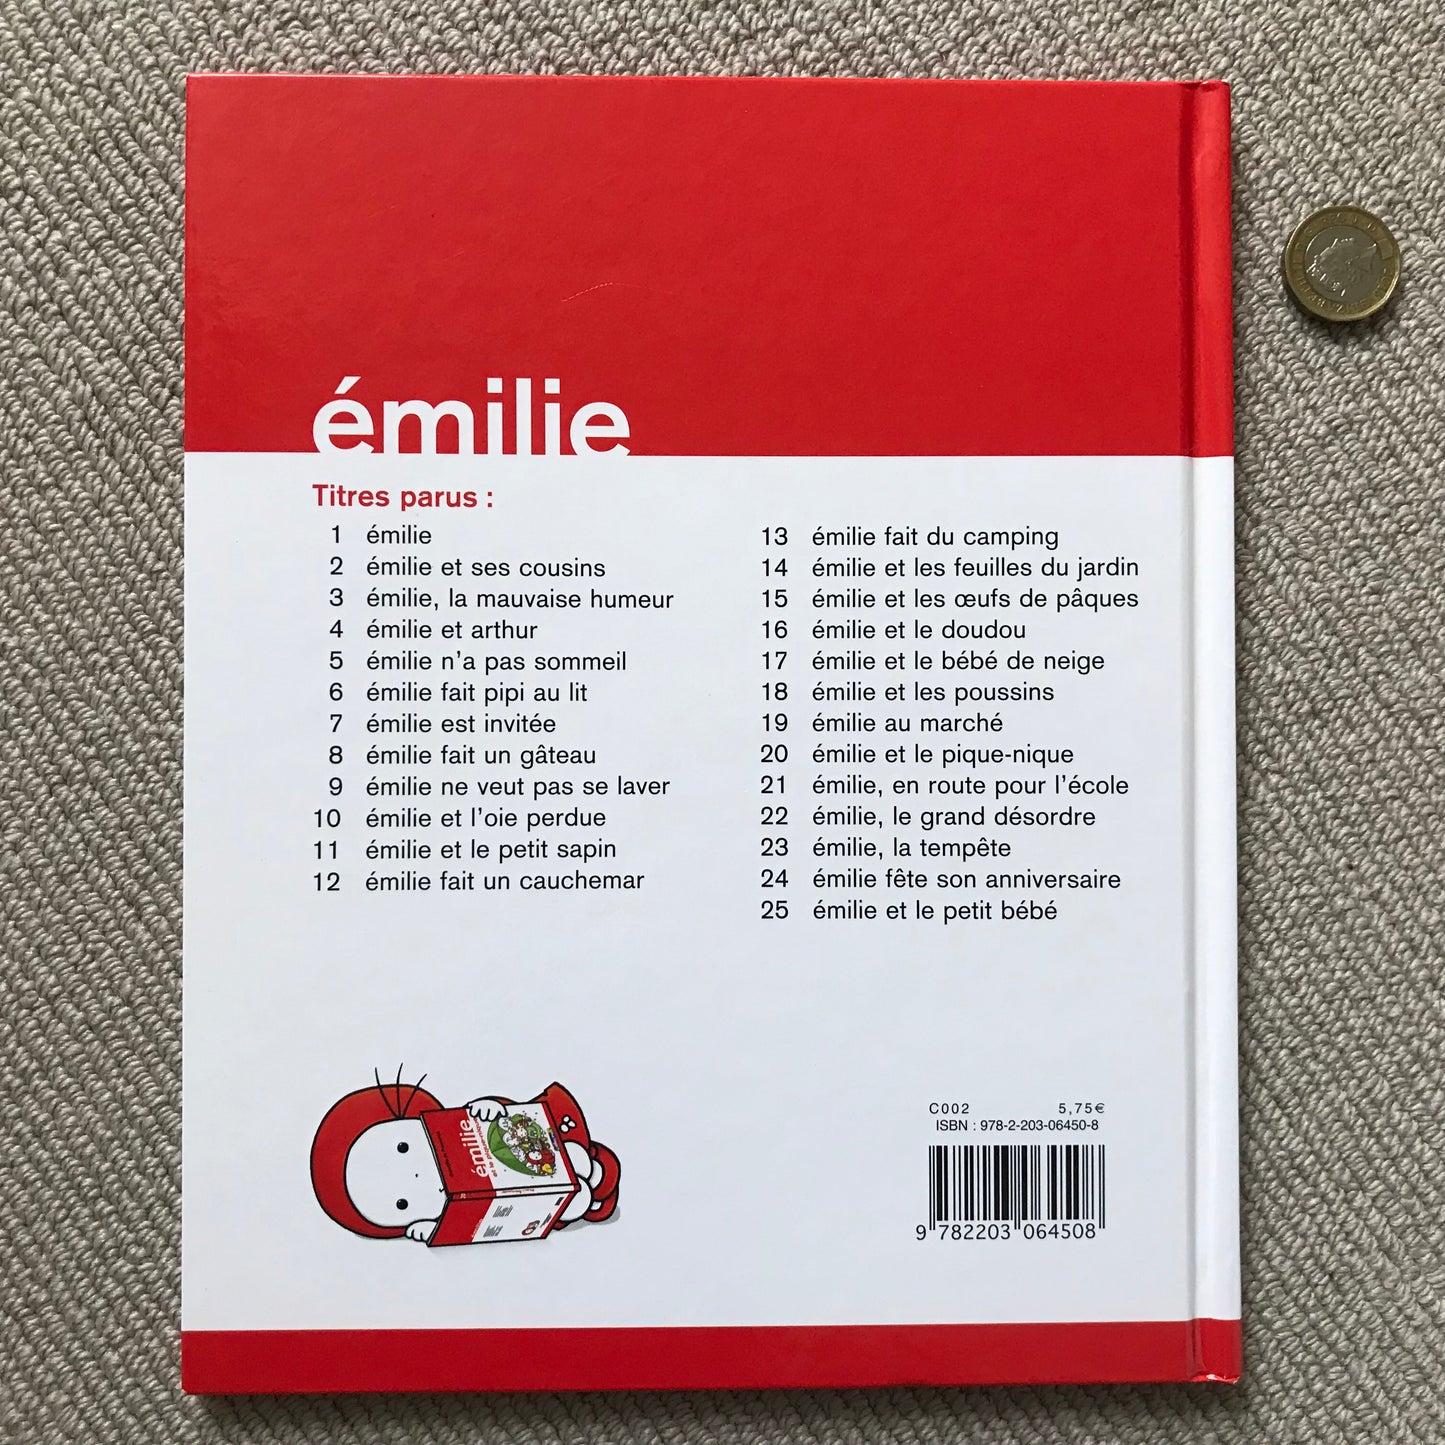 émilie
Titres parus :
1 émilie
2 émilie et ses cousins
3 émilie, la mauvaise humeur
4 émilie et arthur
5 émilie n'a pas sommeil
6 émilie fait pipi au lit
7 émilie est invitée
8 émilie fait un gâteau
9 émilie ne veut pas se laver
10 émilie et l'oie perdue
11 émilie et le petit sapin
12 émilie fait un cauchemar
13 émilie fait du camping
14 émilie et les feuilles du jardin
15 émilie et les œufs de pâques
16 émilie et le doudou
17 émilie et le bébé de neige
18 émilie et les poussins
19 émilie au marché
20 émilie et le pique-nique
21 émilie, en route pour l'école
22 émilie, le grand désordre
23 émilie, la tempête
24 émilie fête son anniversaire
25 émilie et le petit bébé
émilie
et le pique-nique
C002 5,75€
ISBN : 978-2-203-06450-8
9 782203 064508